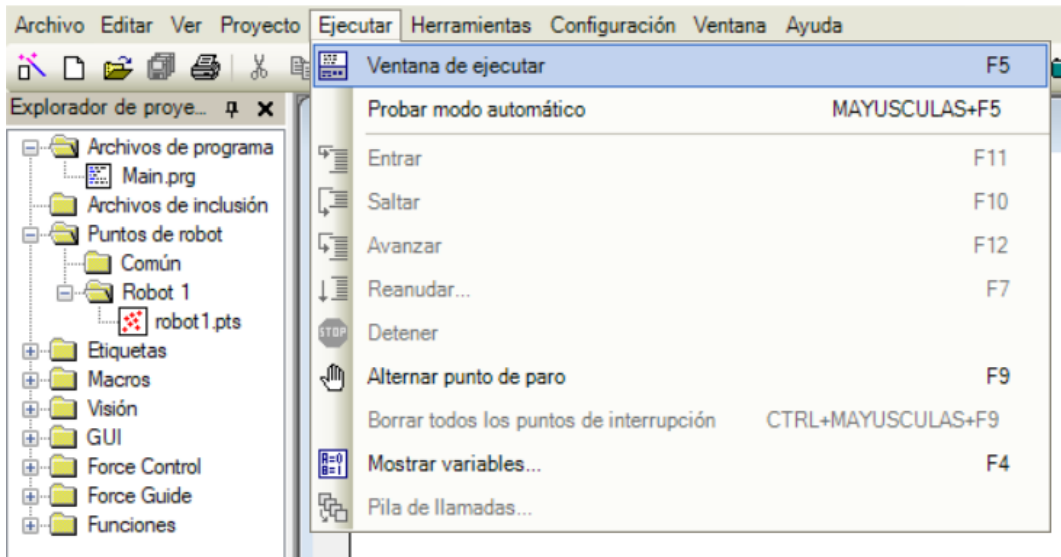 Archivo Editar Ver Proyecto Ejecutar Herramientas Configuración Ventana Ayuda
Explorador de proye...
Archivos de programa
Main.prg
Archivos de inclusión
Puntos de robot
Común
Robot 1
robot1.pts
Etiquetas
Macros
Visión
GUI
Force Control
Force Guide
Funciones
Ventana de ejecutar F5
Probar modo automático MAYUSCULAS+F5
Entrar F11
Saltar F10
Avanzar F12
Reanudar... F7
STOP Detener
Alternar punto de paro F9
Borrar todos los puntos de interrupción CTRL+MAYUSCULAS+F9
A=0
B=1
Mostrar variables... F4
Pila de llamadas...